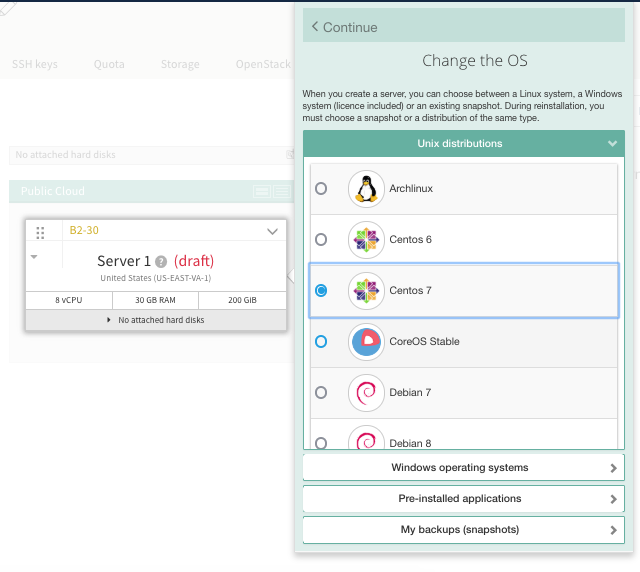 SSH keys
Quota
Storage
OpenStack
No attached hard disks
Public Cloud
B2-30
Server 1 ? (draft)
United States (US-EAST-VA-1)
8 vCPU
30 GB RAM
200 GIB
No attached hard disks
Continue
Change the OS
When you create a server, you can choose between a Linux system, a Windows
system (licence included) or an existing snapshot. During reinstallation, you
must choose a snapshot or a distribution of the same type.
Unix distributions
Archlinux
Centos 6
Centos 7
CoreOS Stable
Debian 7
Debian 8
Windows operating systems
Pre-installed applications
My backups (snapshots)